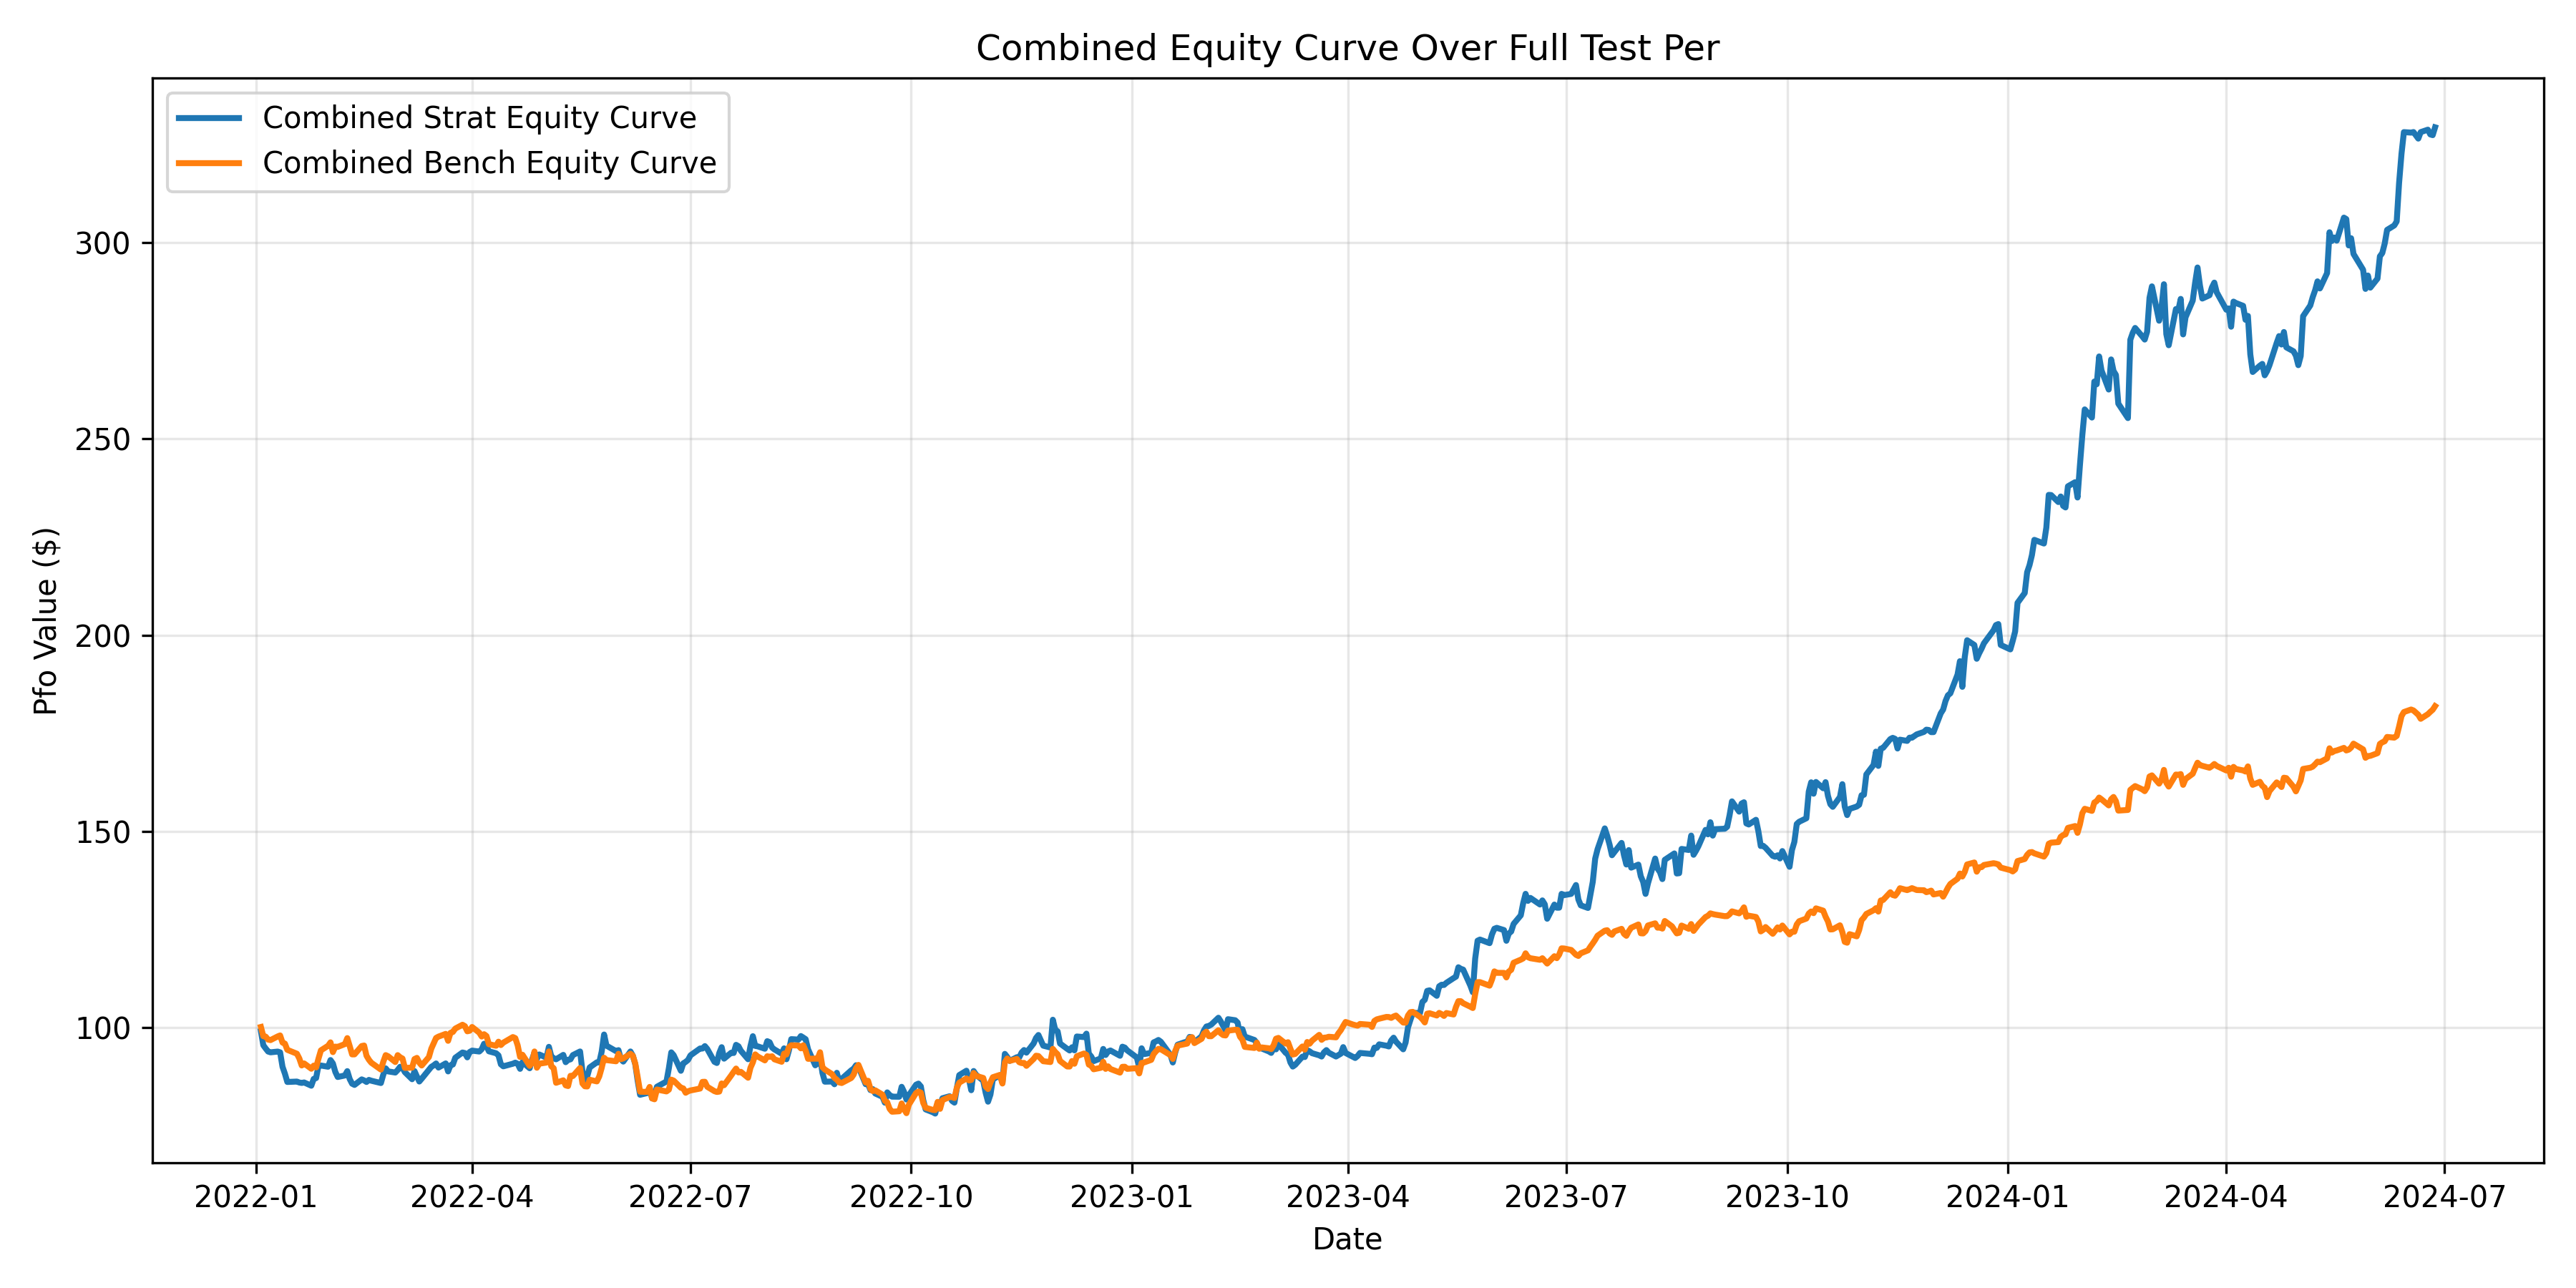 Combined Equity Curve Over Full Test Per
Combined Strat Equity Curve
Combined Bench Equity Curve
Pfo Value ($)
300
250
200
150
100
2022-01 2022-04 2022-07 2022-10 2023-01 2023-04 2023-07 2023-10 2024-01 2024-04 2024-07
Date